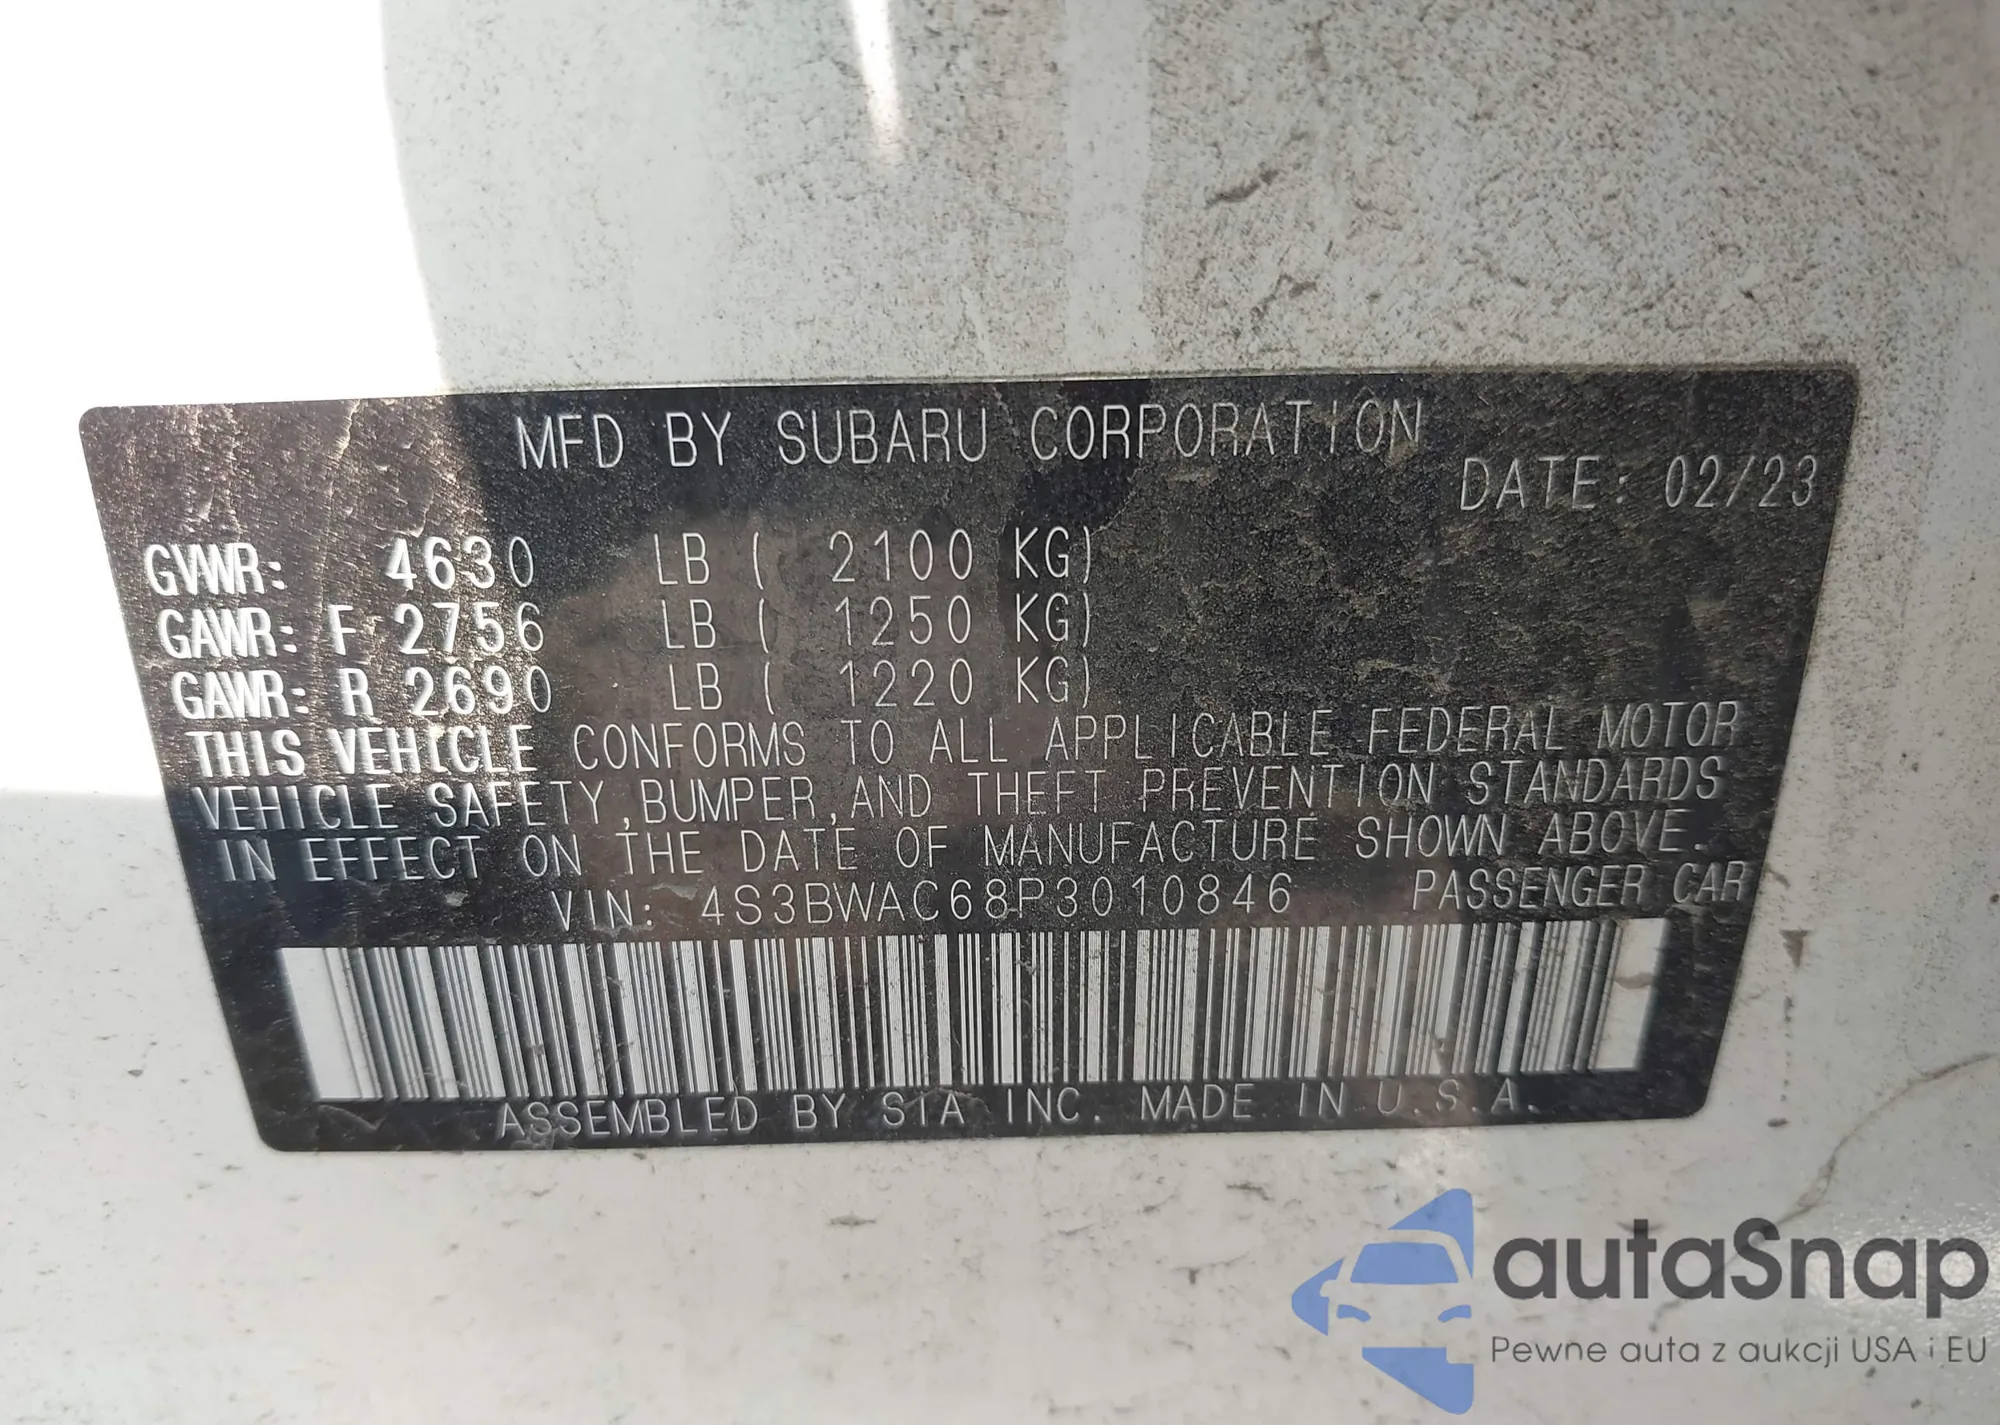 MFD BY SUBARU CORPORATION
DATE: 02/23
GVWR: 4630 LB ( 2100 KG)
GAWR: F 2756 LB ( 1250 KG)
GAWR: R 2690 LB ( 1220 KG)
THIS VEHICLE CONFORMS TO ALL APPLICABLE FEDERAL MOTOR
VEHICLE SAFETY,BUMPER,AND THEFT PREVENTION STANDARDS
IN EFFECT ON THE DATE OF MANUFACTURE SHOWN ABOVE.
VIN: 4S3BWAC68P3010846 PASSENGER CAR
ASSEMBLED BY SIA INC. MADE IN U.S.A.
autaSnap
Pewne auta z aukcji USA i EU